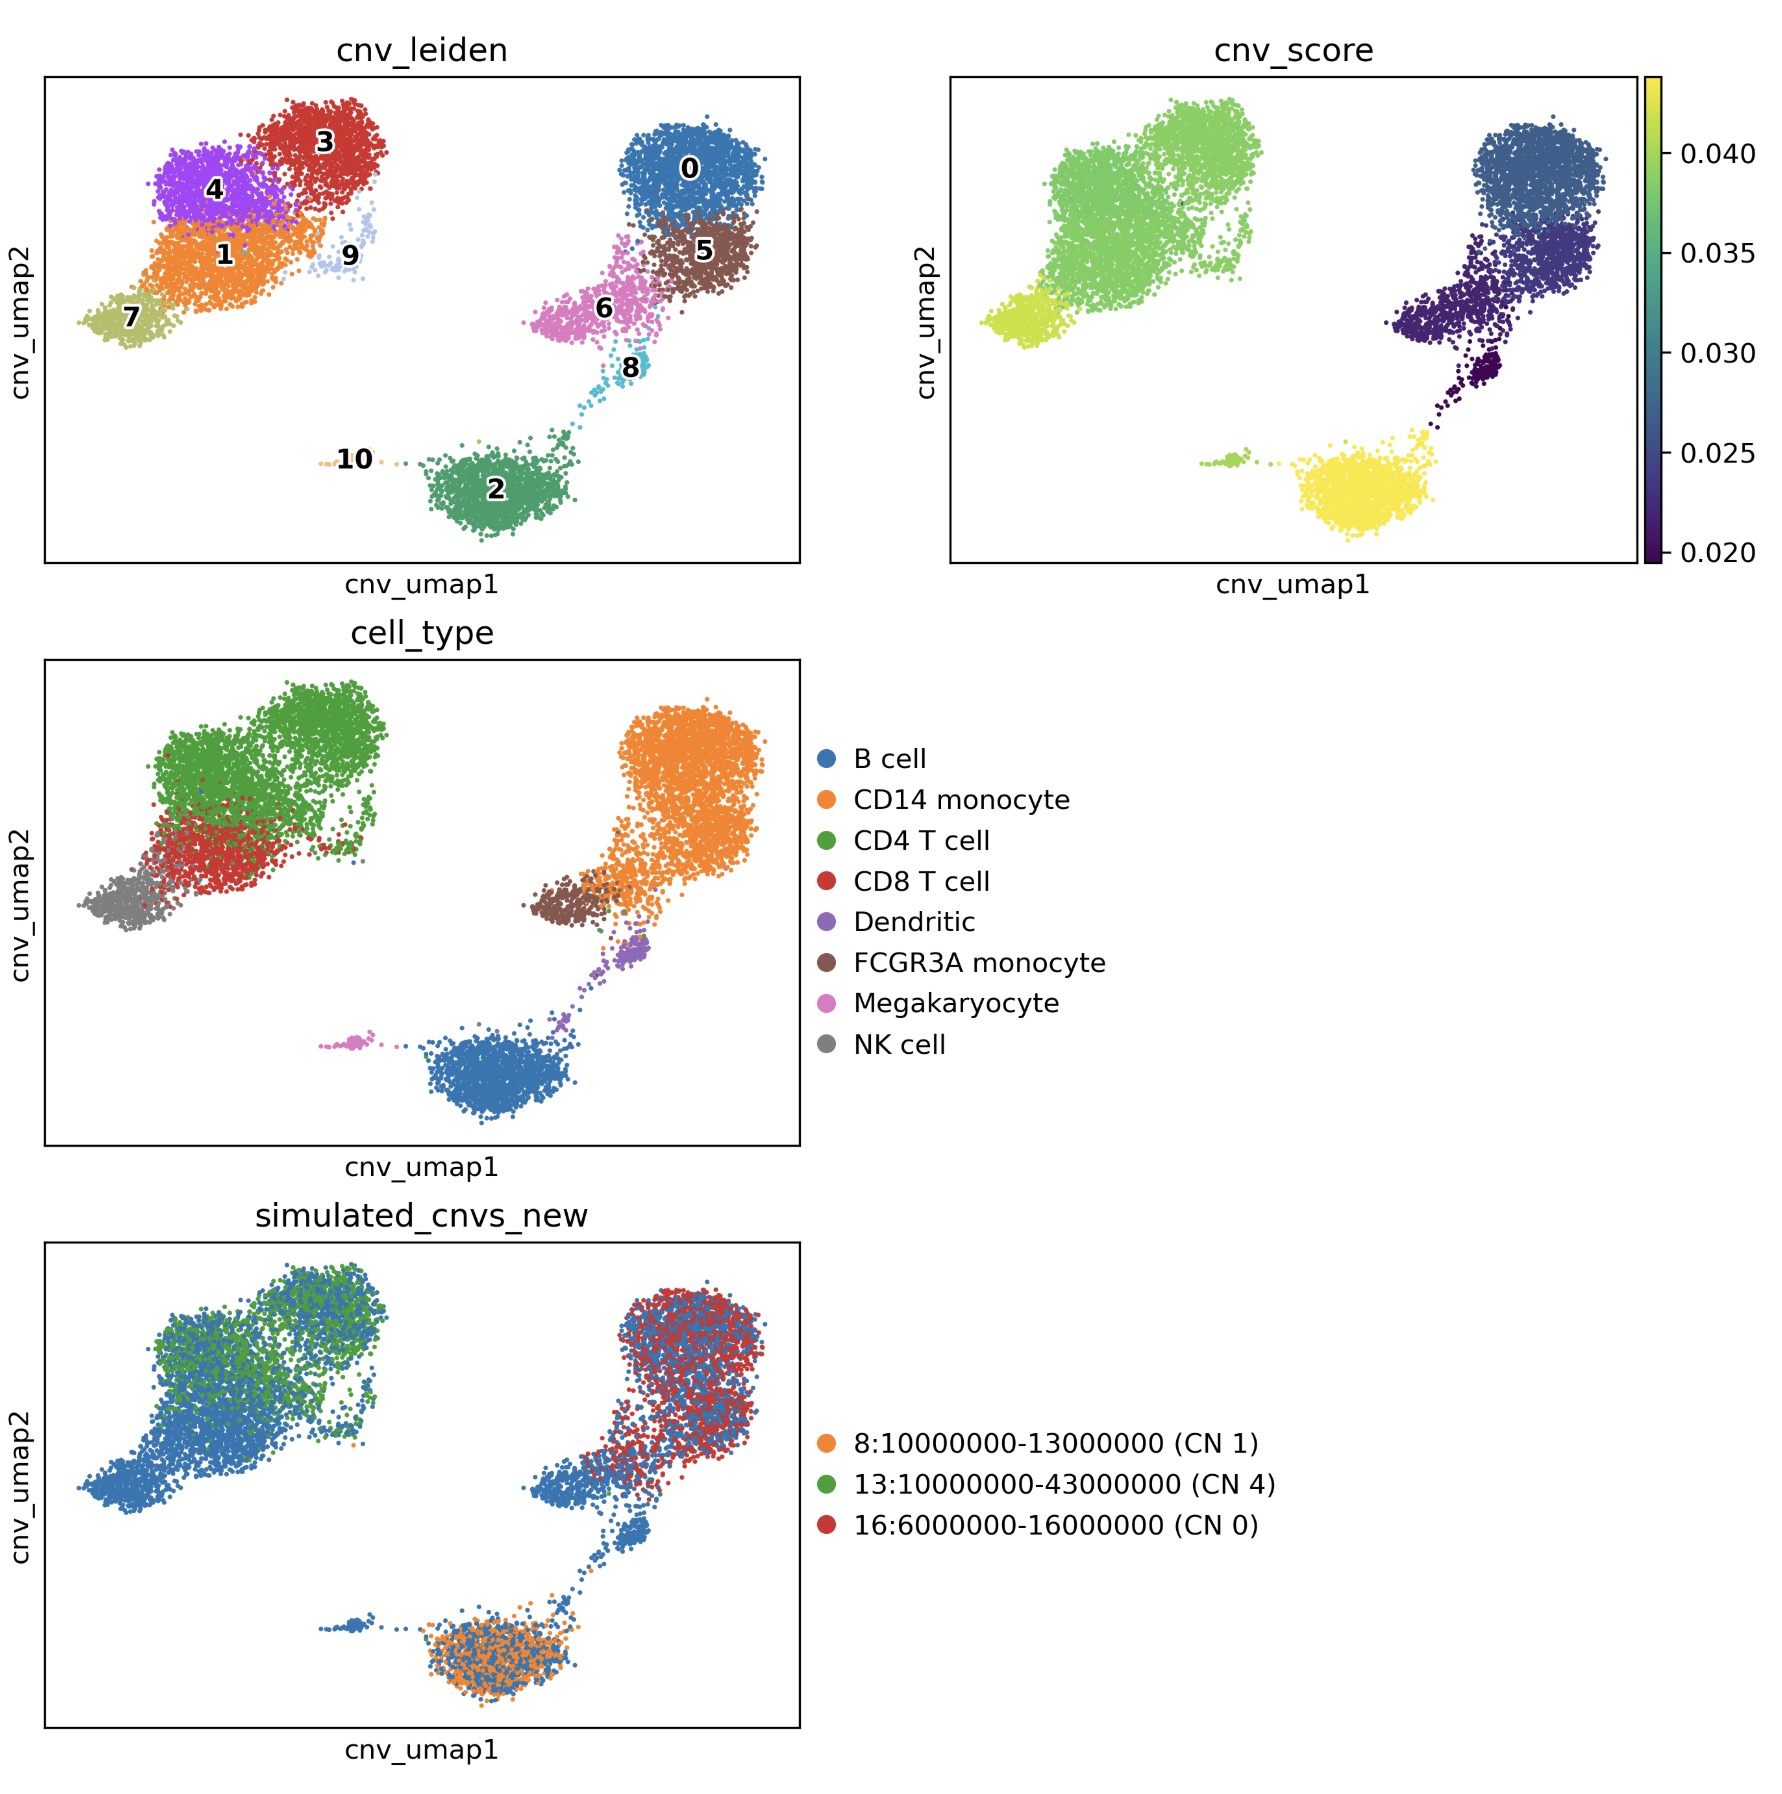 cnv_leiden
3
4
0
1
9
5
7
6
8
10
2
cnv_umap2
cnv_umap1
cnv_score
0.040
0.035
0.030
0.025
0.020
cnv_umap2
cnv_umap1
cell_type
cnv_umap2
cnv_umap1
B cell
CD14 monocyte
CD4 T cell
CD8 T cell
Dendritic
FCGR3A monocyte
Megakaryocyte
NK cell
simulated_cnvs_new
cnv_umap2
cnv_umap1
8:10000000-13000000 (CN 1)
13:10000000-43000000 (CN 4)
16:6000000-16000000 (CN 0)